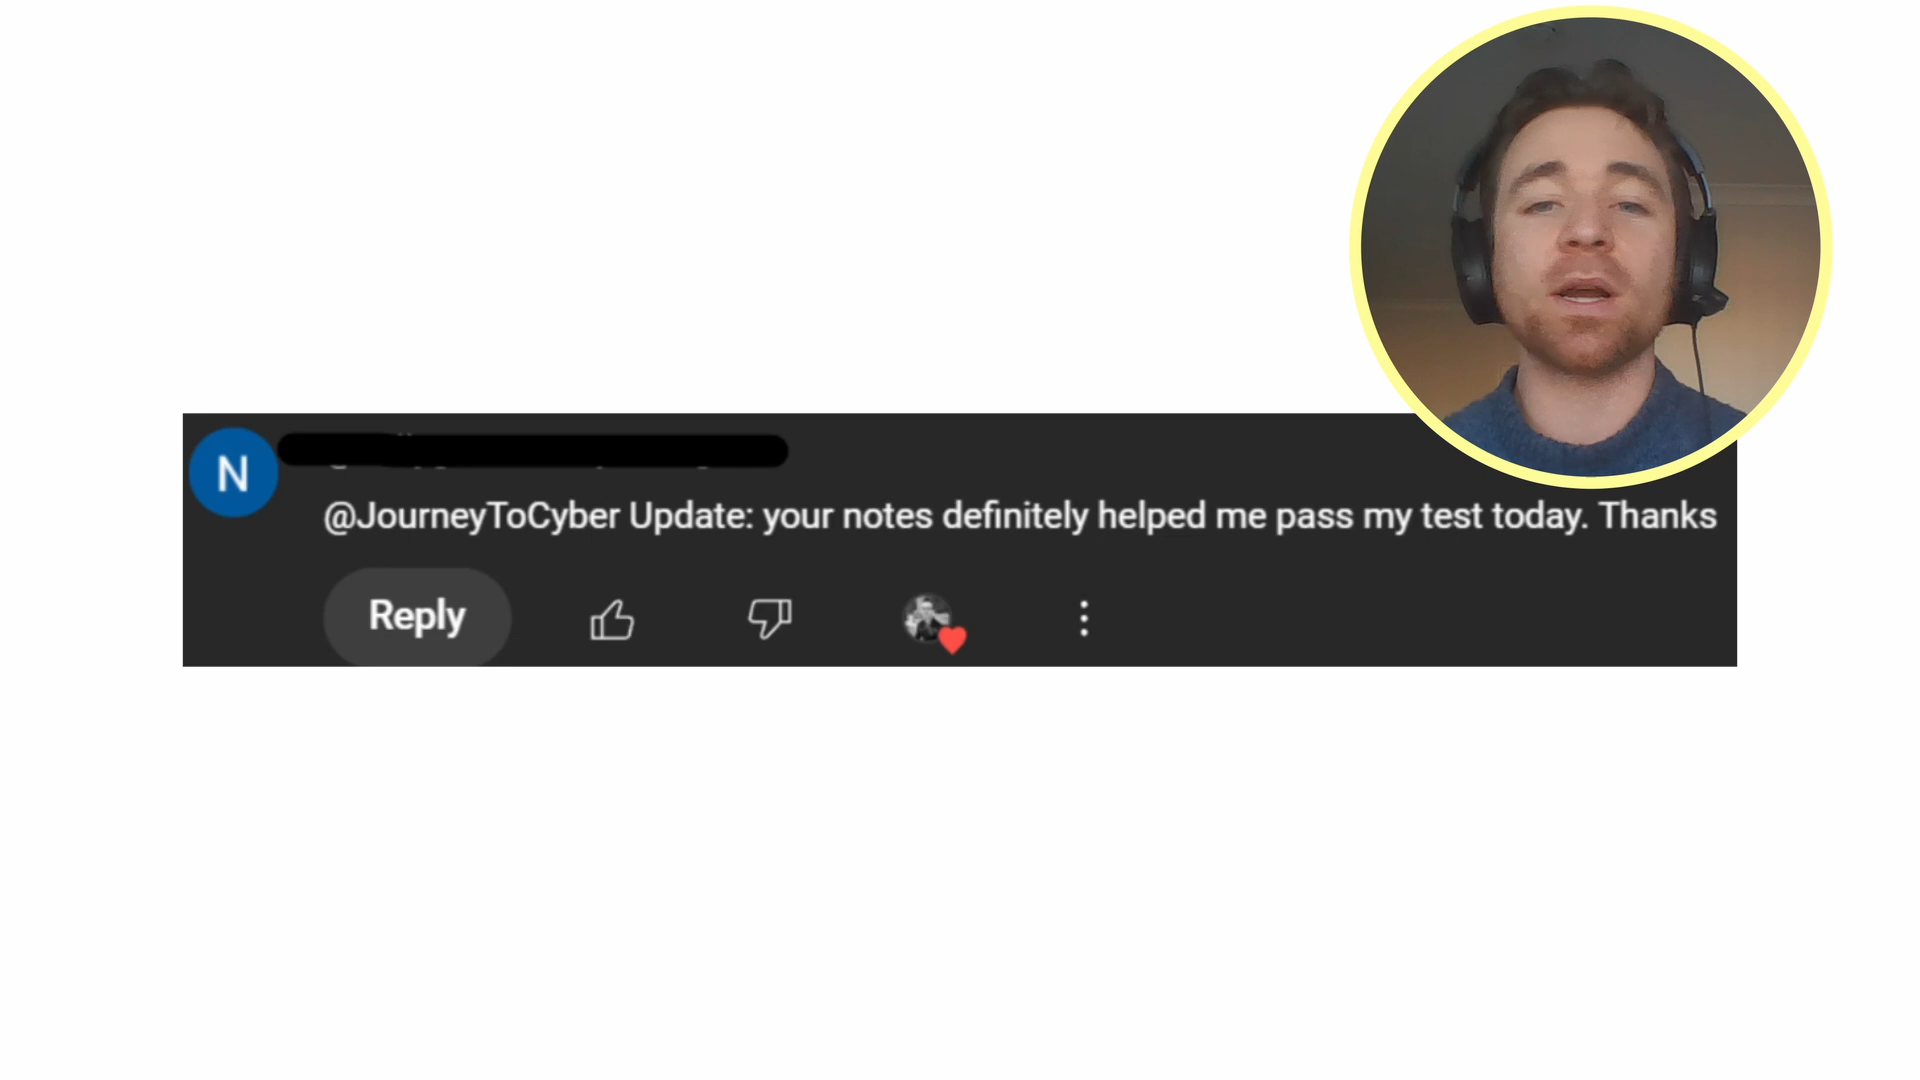 N
@JourneyToCyber Update: your notes definitely helped me pass my test today. Thanks
Reply